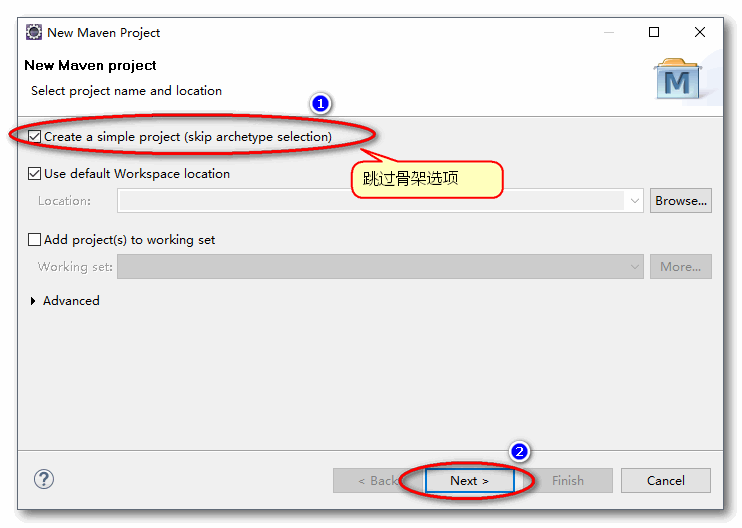 New Maven Project
New Maven project
Select project name and location
M
1
Create a simple project (skip archetype selection)
跳过骨架选项
Use default Workspace location
Location:
Browse...
Add project(s) to working set
Working set:
More...
Advanced
2
?
< Back
Next >
Finish
Cancel